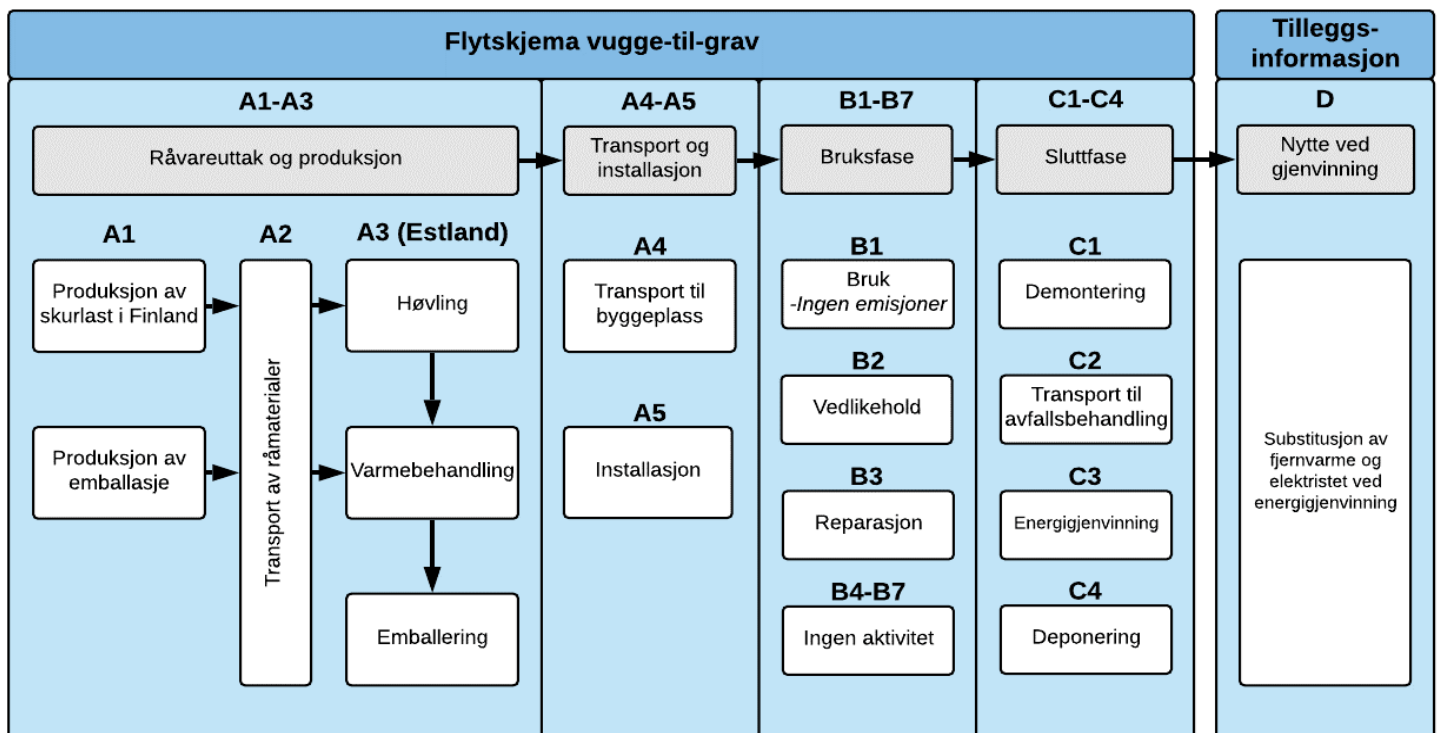 Flytskjema vugge-til-grav
Tilleggs-
informasjon
A1-A3
A4-A5
B1-B7
C1-C4
D
Råvareuttak og produksjon
Transport og
installasjon
Bruksfase
Sluttfase
Nytte ved
gjenvinning
A1
A2
A3 (Estland)
Produksjon av
skurlast i Finland
Produksjon av
emballasje
Transport av råmaterialer
Høvling
Varmebehandling
Emballering
A4
Transport til
byggeplass
A5
Installasjon
B1
Bruk
-Ingen emisjoner
B2
Vedlikehold
B3
Reparasjon
B4-B7
Ingen aktivitet
C1
Demontering
C2
Transport til
avfallsbehandling
C3
Energigjenvinning
C4
Deponering
Substitusjon av
fjernvarme og
elektristet ved
energigjenvinning